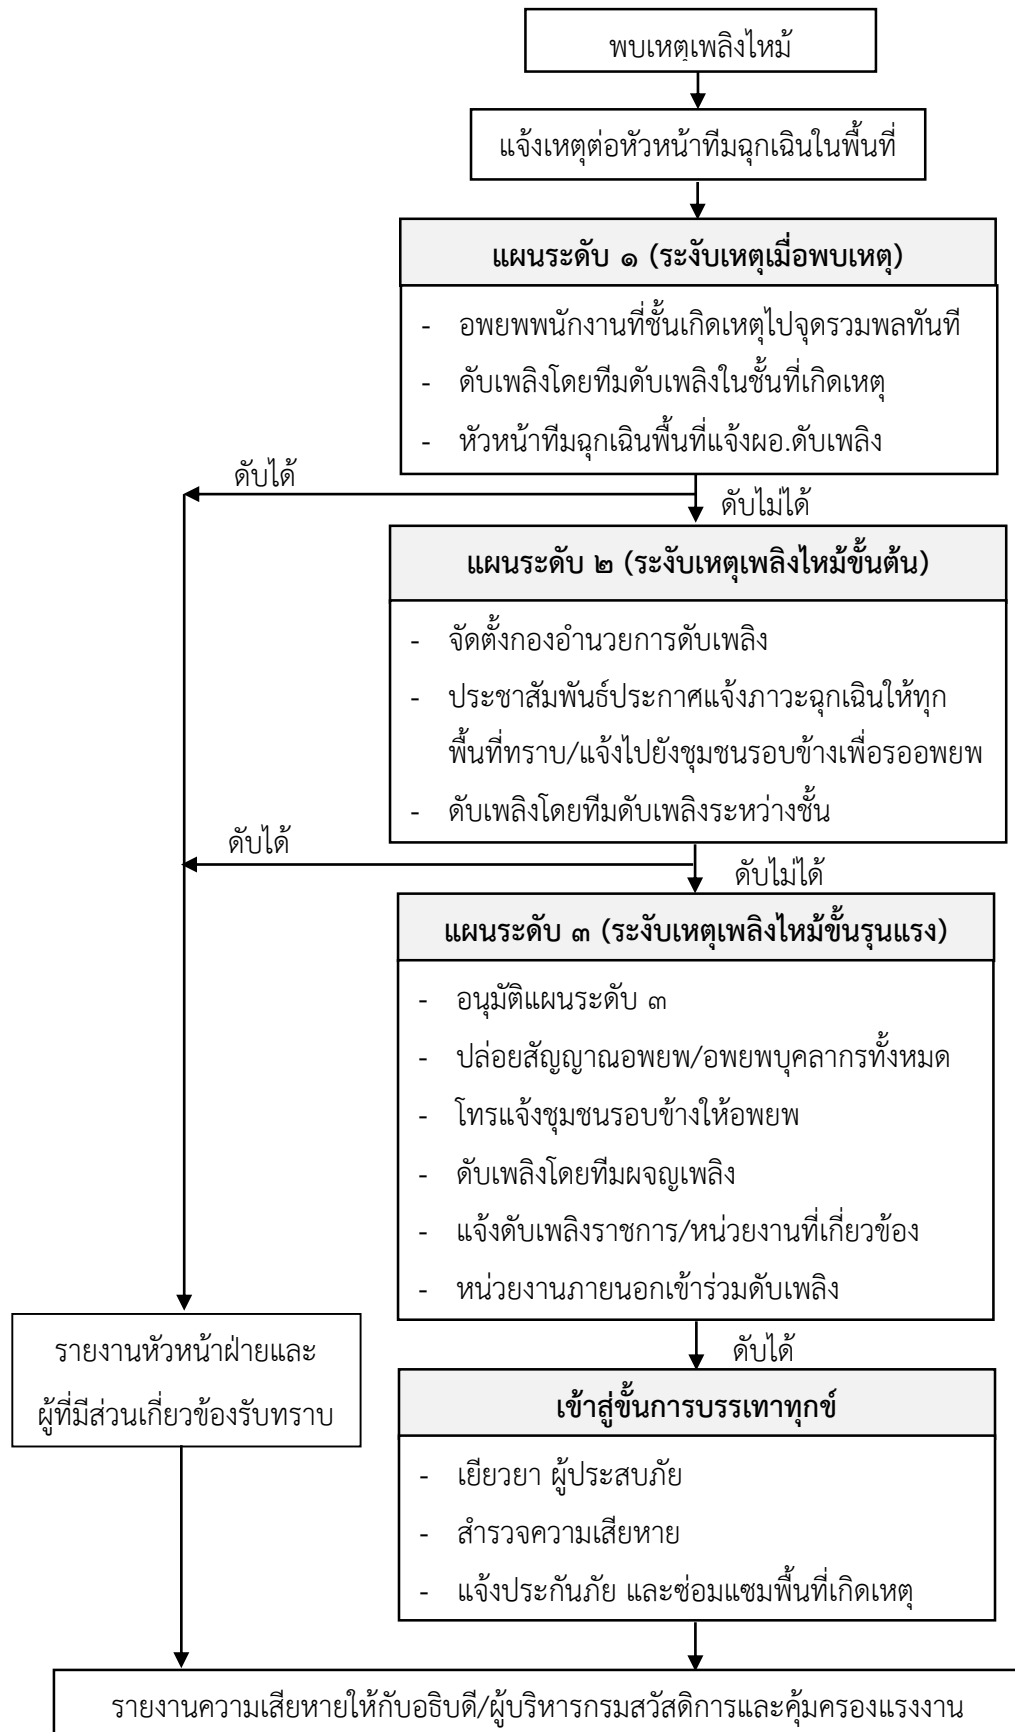 พบเหตุเพลิงไหม้
แจ้งเหตุต่อหัวหน้าทีมฉุกเฉินในพื้นที่
แผนระดับ ๑ (ระงับเหตุเมื่อพบเหตุ)
- อพยพพนักงานที่ชั้นเกิดเหตุไปจุดรวมพลทันที
- ดับเพลิงโดยทีมดับเพลิงในชั้นที่เกิดเหตุ
- หัวหน้าทีมฉุกเฉินพื้นที่แจ้งผอ.ดับเพลิง
ดับได้
ดับไม่ได้
แผนระดับ ๒ (ระงับเหตุเพลิงไหม้ขั้นต้น)
- จัดตั้งกองอำนวยการดับเพลิง
- ประชาสัมพันธ์ประกาศแจ้งภาวะฉุกเฉินให้ทุก
พื้นที่ทราบ/แจ้งไปยังชุมชนรอบข้างเพื่อรออพยพ
- ดับเพลิงโดยทีมดับเพลิงระหว่างชั้น
ดับได้
ดับไม่ได้
แผนระดับ ๓ (ระงับเหตุเพลิงไหม้ขั้นรุนแรง)
- อนุมัติแผนระดับ ๓
- ปล่อยสัญญาณอพยพ/อพยพบุคลากรทั้งหมด
- โทรแจ้งชุมชนรอบข้างให้อพยพ
- ดับเพลิงโดยทีมผจญเพลิง
- แจ้งดับเพลิงราชการ/หน่วยงานที่เกี่ยวข้อง
- หน่วยงานภายนอกเข้าร่วมดับเพลิง
ดับได้
รายงานหัวหน้าฝ่ายและ
ผู้ที่มีส่วนเกี่ยวข้องรับทราบ
เข้าสู่ขั้นการบรรเทาทุกข์
- เยียวยา ผู้ประสบภัย
- สำรวจความเสียหาย
- แจ้งประกันภัย และซ่อมแซมพื้นที่เกิดเหตุ
รายงานความเสียหายให้กับอธิบดี/ผู้บริหารกรมสวัสดิการและคุ้มครองแรงงาน